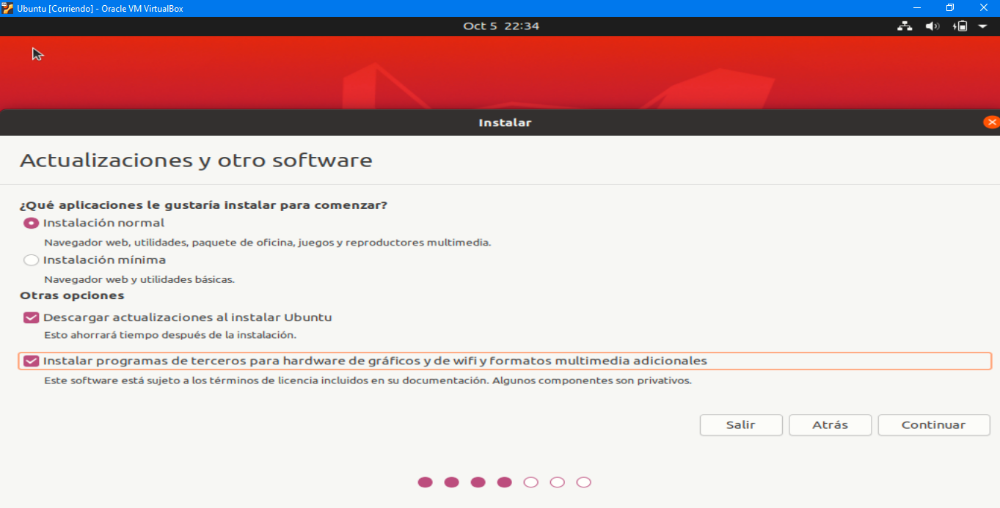 Ubuntu [Corriendo] - Oracle VM VirtualBox
Oct 5 22:34
Instalar
Actualizaciones y otro software
¿Qué aplicaciones le gustaría instalar para comenzar?
Instalación normal
Navegador web, utilidades, paquete de oficina, juegos y reproductores multimedia.
Instalación mínima
Navegador web y utilidades básicas.
Otras opciones
Descargar actualizaciones al instalar Ubuntu
Esto ahorrará tiempo después de la instalación.
Instalar programas de terceros para hardware de gráficos y de wifi y formatos multimedia adicionales
Este software está sujeto a los términos de licencia incluidos en su documentación. Algunos componentes son privativos.
Salir Atrás Continuar